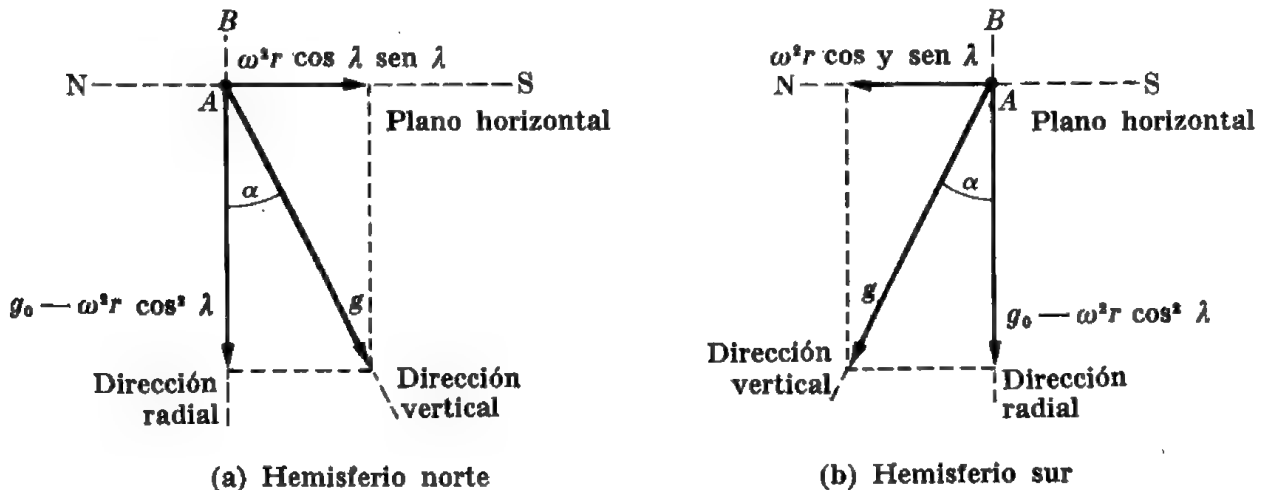 B
ω²r cos λ sen λ
N
S
A
Plano horizontal
α
g₀ — ω²r cos² λ
g
Dirección
radial
Dirección
vertical
(a) Hemisferio norte
B
ω²r cos y sen λ
N
S
A
Plano horizontal
α
g
g₀ — ω²r cos² λ
Dirección
vertical
Dirección
radial
(b) Hemisferio sur